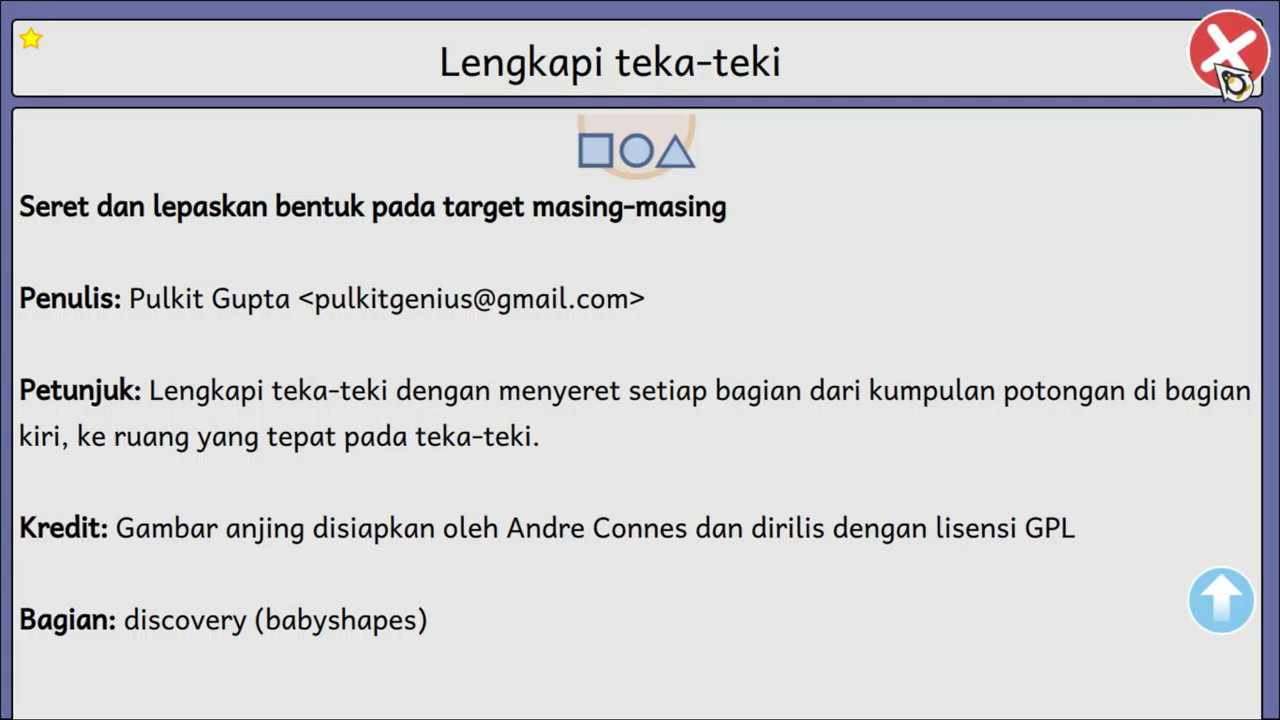 Lengkapi teka-teki
Seret dan lepaskan bentuk pada target masing-masing
Penulis: Pulkit Gupta <pulkitgenius@gmail.com>
Petunjuk: Lengkapi teka-teki dengan menyeret setiap bagian dari kumpulan potongan di bagian
kiri, ke ruang yang tepat pada teka-teki.
Kredit: Gambar anjing disiapkan oleh Andre Connes dan dirilis dengan lisensi GPL
Bagian: discovery (babyshapes)